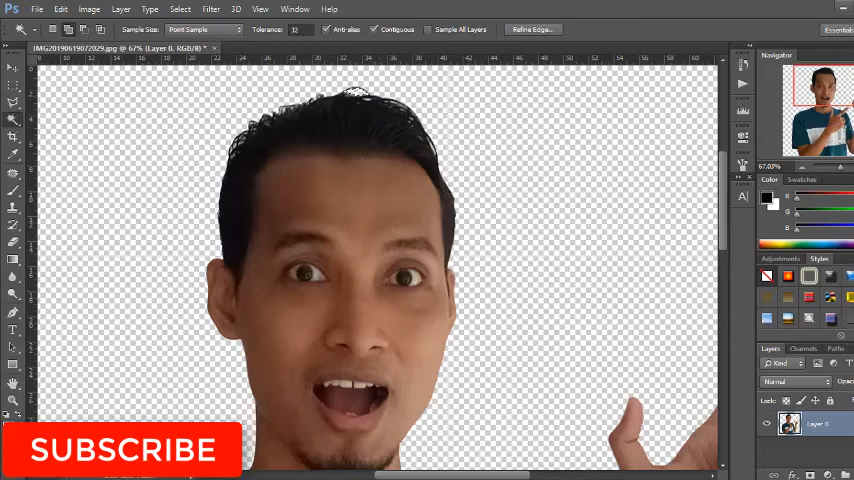 Ps File Edit Image Layer Type Select Filter 3D View Window Help
Sample Size: Point Sample Tolerance: 32 Anti-alias Contiguous Sample All Layers Refine Edge... Essentials
IMG20190619072029.jpg @ 67% (Layer 0, RGB/8) * ×
Navigator
67.03%
Color Swatches
R
G
B
Adjustments Styles
Layers Channels Paths
Kind
Normal Opac
Lock:
Layer 0
SUBSCRIBE